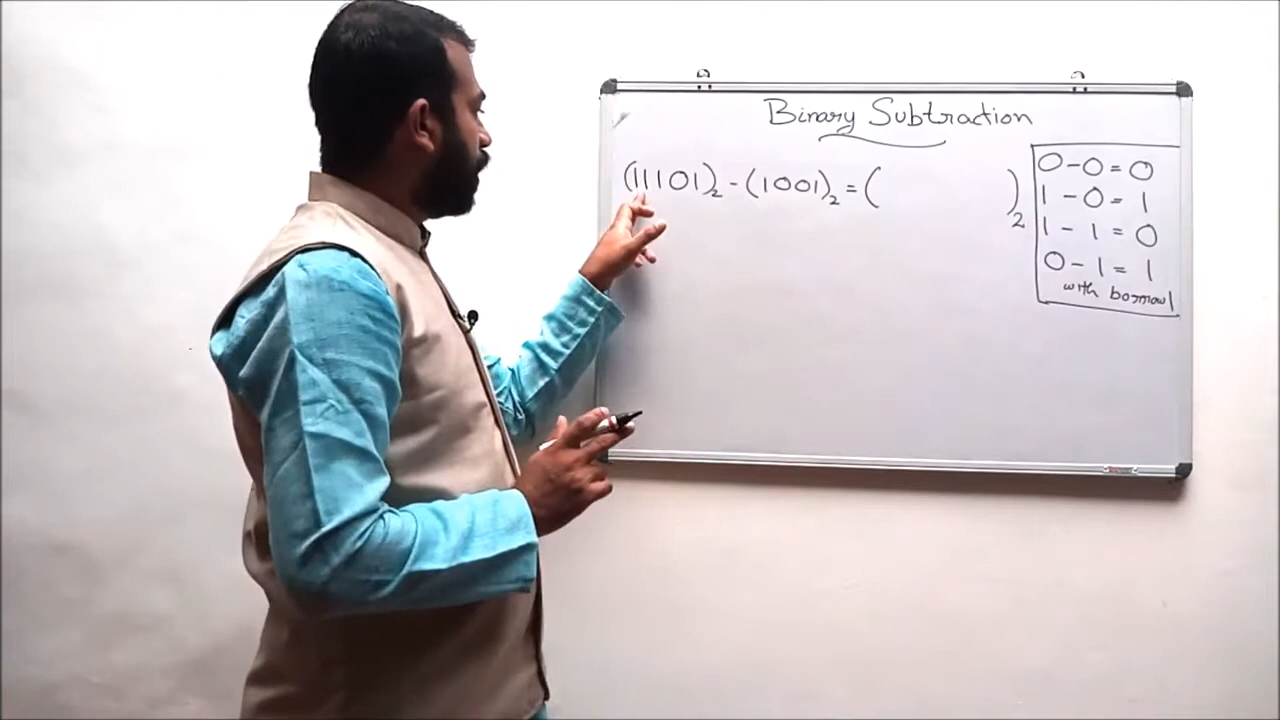 Binary Subtraction
(11101)₂ - (1001)₂ = ( )₂
0 - 0 = 0
1 - 0 = 1
1 - 1 = 0
0 - 1 = 1
with borrow 1